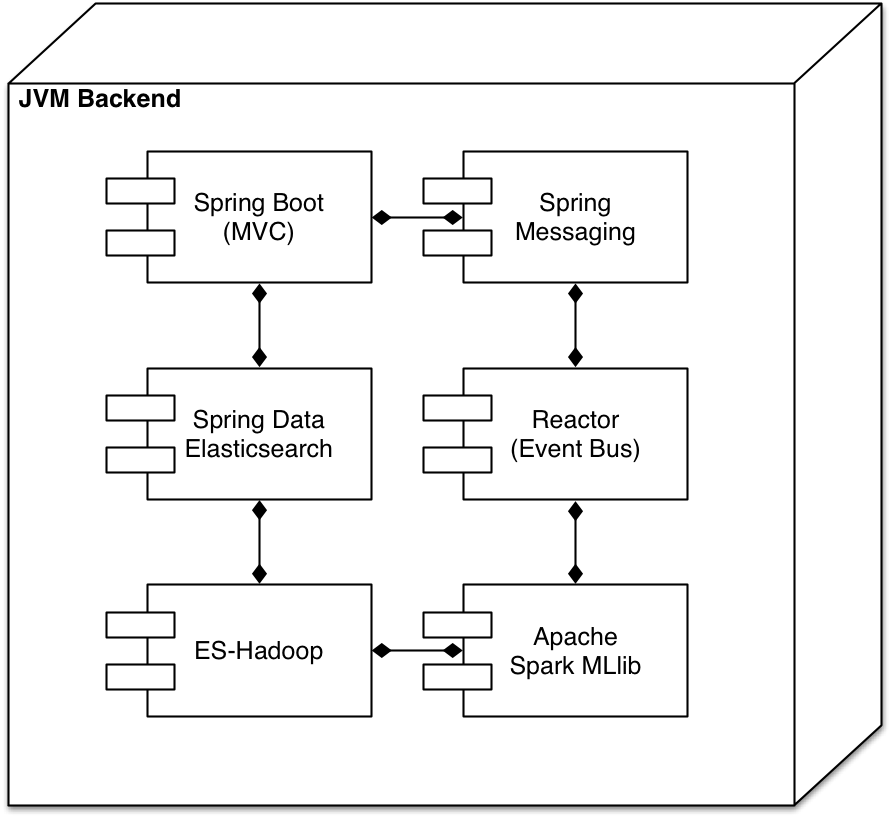 JVM Backend
Spring Boot
(MVC)
Spring
Messaging
Spring Data
Elasticsearch
Reactor
(Event Bus)
ES-Hadoop
Apache
Spark MLlib